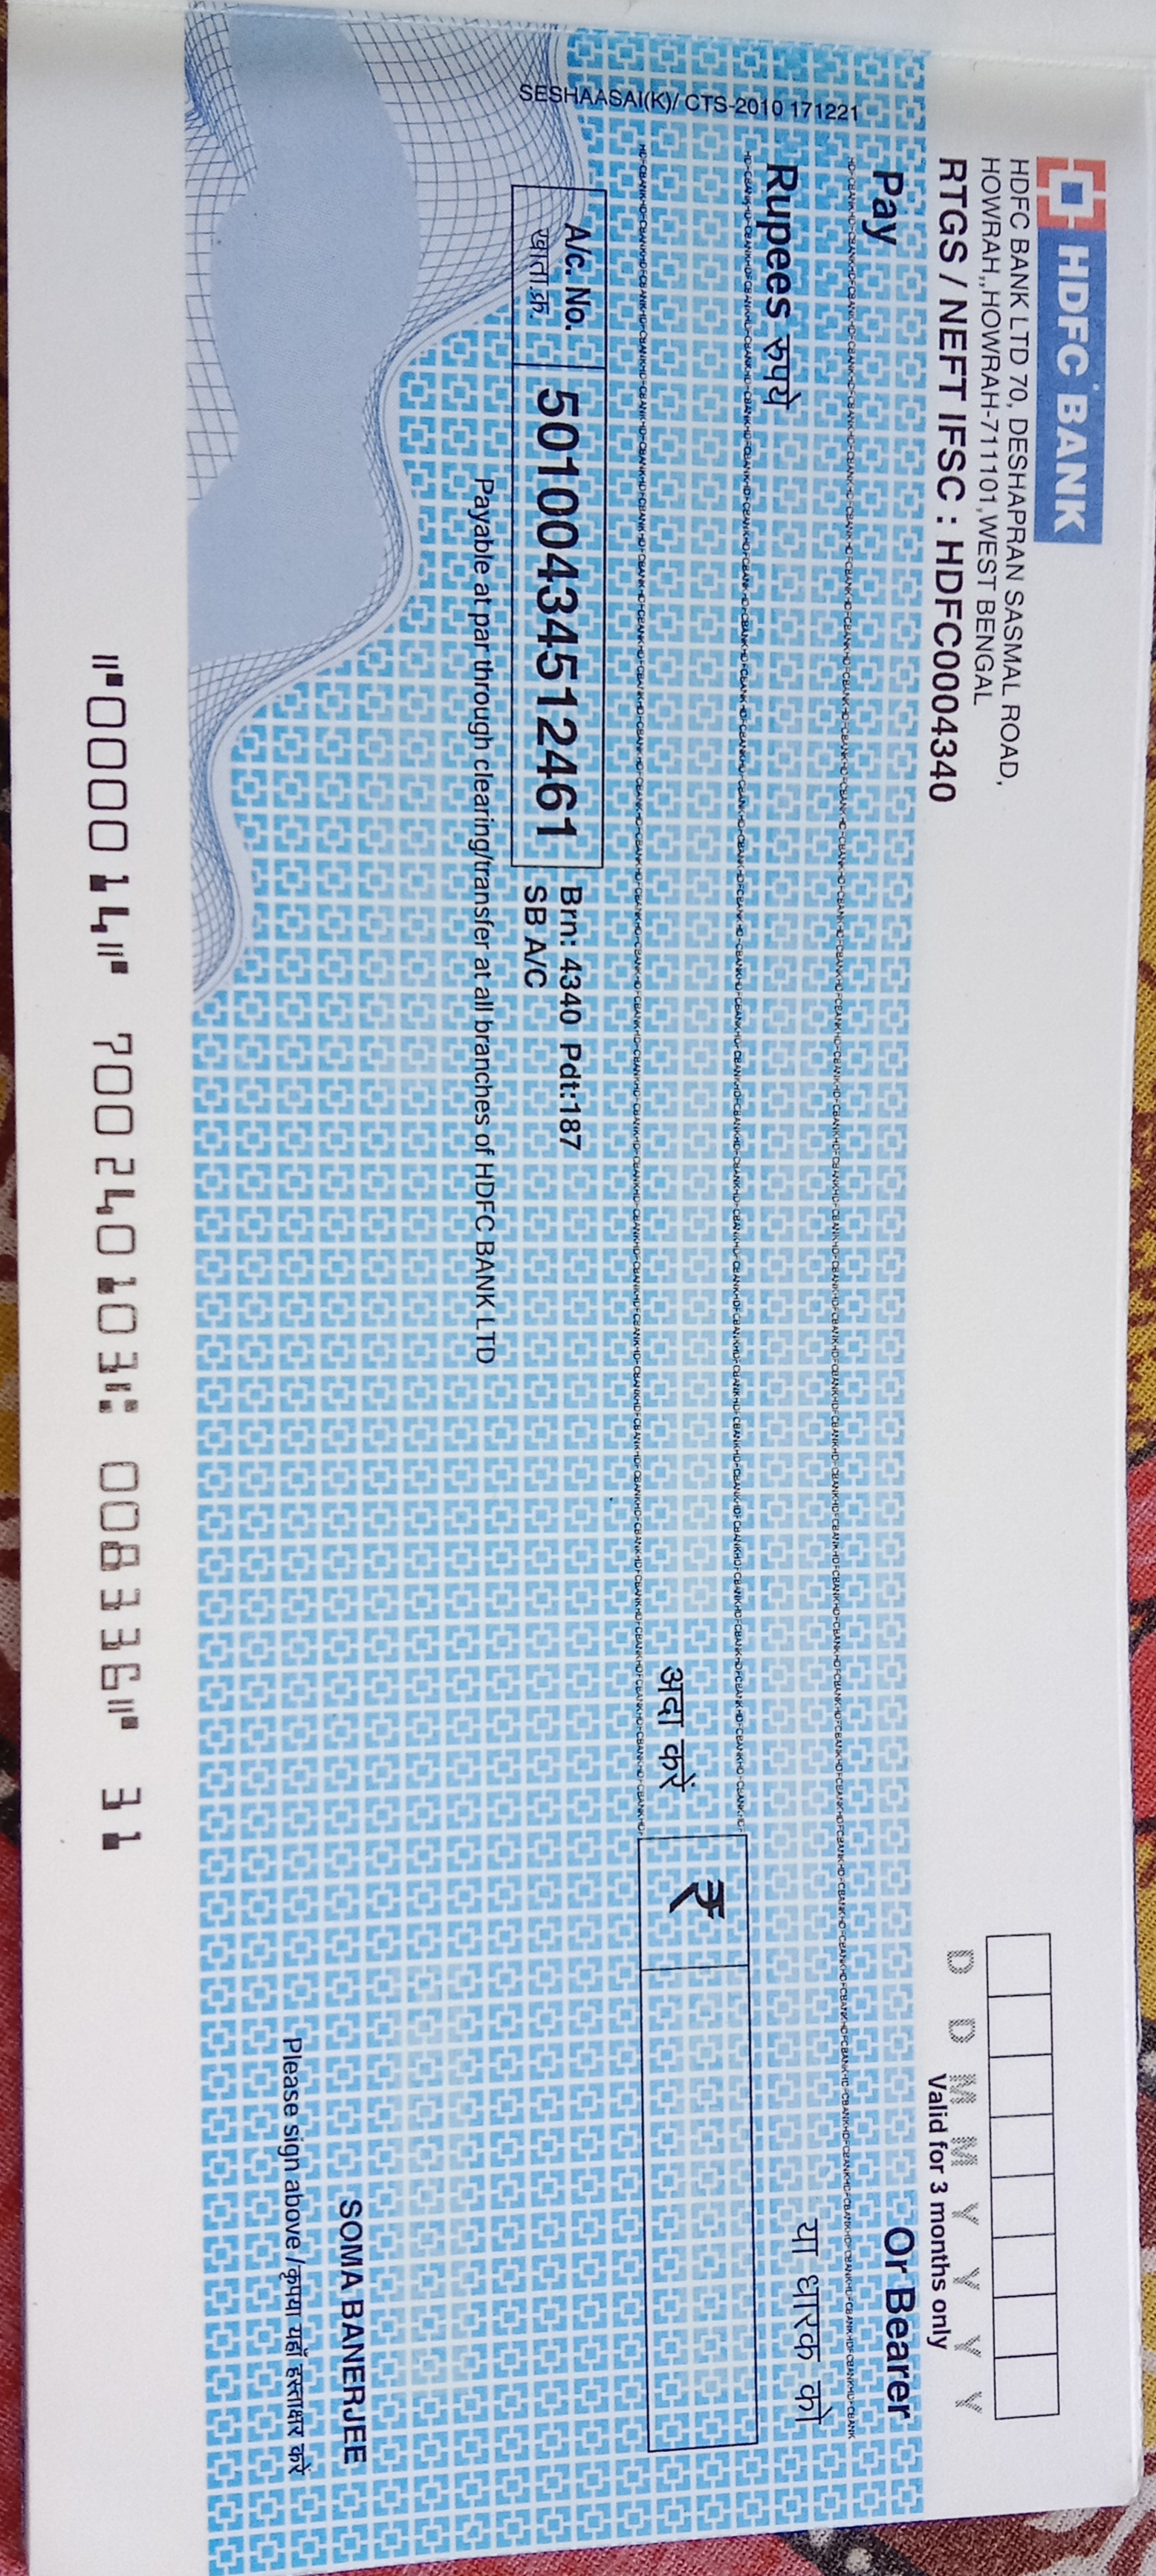 HDFC BANK
HDFC BANK LTD 70, DESHAPRAN SASMAL ROAD,
HOWRAH,,HOWRAH-711101,WEST BENGAL
RTGS / NEFT IFSC : HDFC0004340
D D M M Y Y Y Y
Valid for 3 months only
Pay
Or Bearer
या धारक को
Rupees रुपये
अदा करें
₹
A/c. No.
खाता.क्र.
50100434512461
Brn: 4340 Pdt:187
SB A/C
Payable at par through clearing/transfer at all branches of HDFC BANK LTD
SOMA BANERJEE
Please sign above /कृपया यहाँ हस्ताक्षर करें
SESHAASAI(K)/ CTS-2010 171221
⑈000014⑈ 700240103⑆ 008336⑈ 31